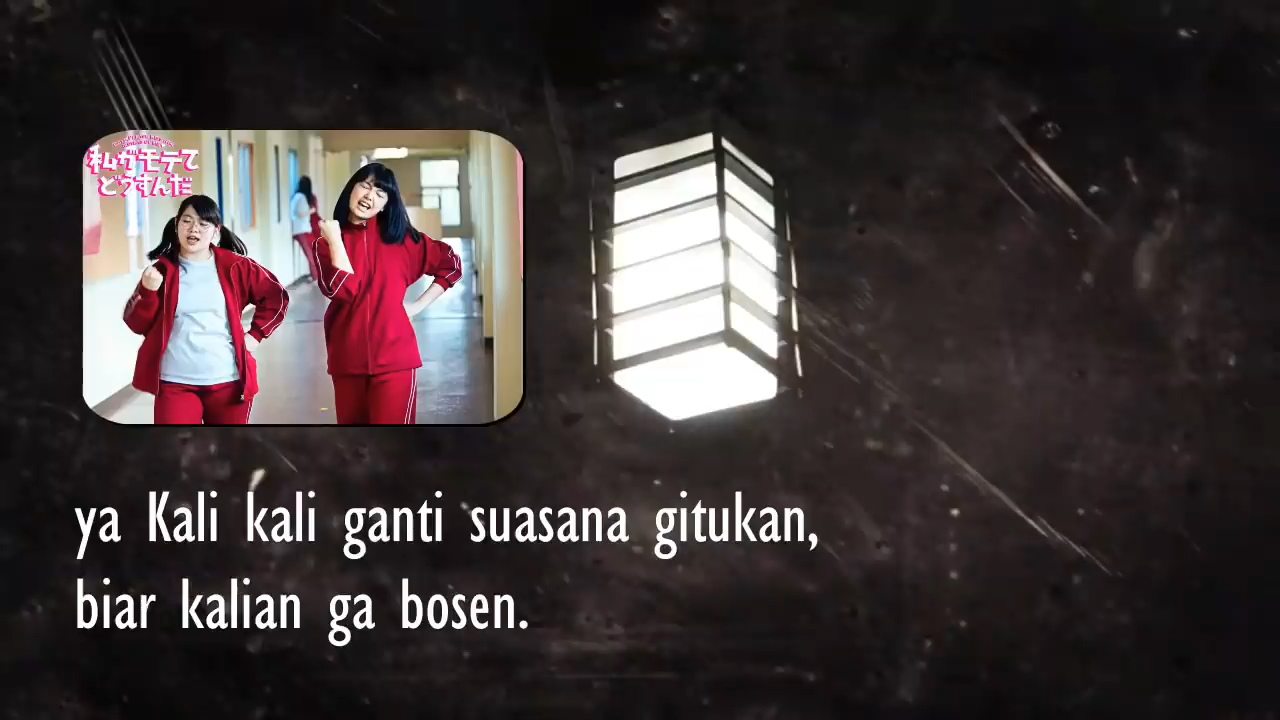 私がモテて
どうすんだ
ya Kali kali ganti suasana gitukan,
biar kalian ga bosen.